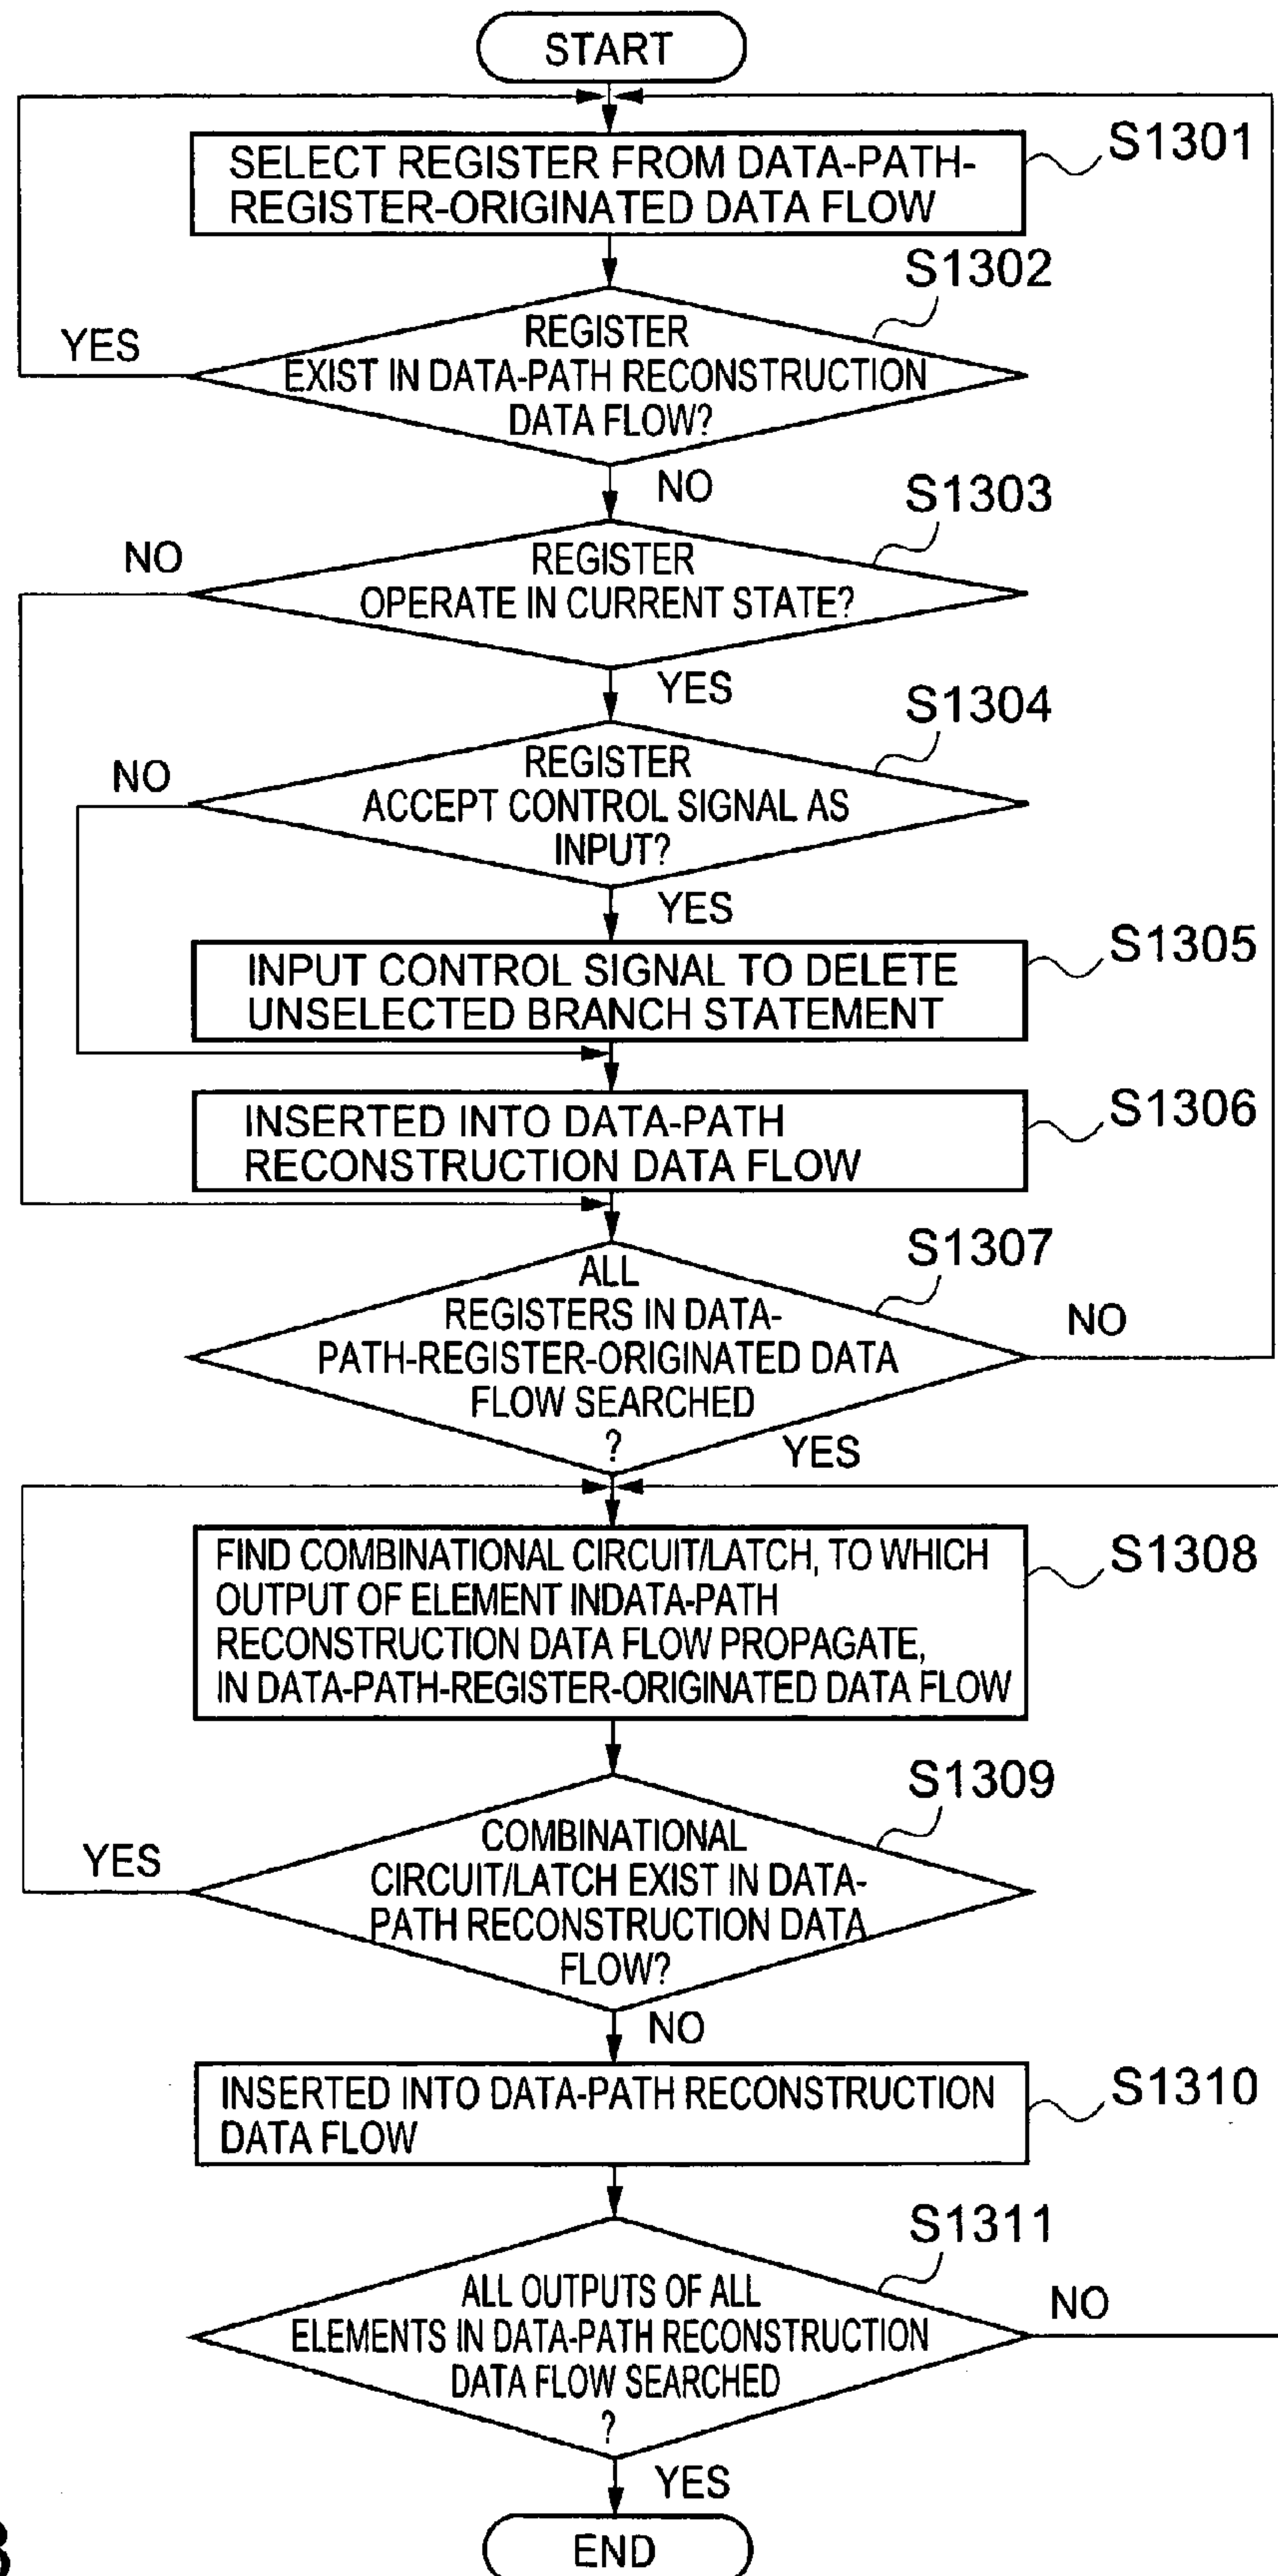 START
S1301
SELECT REGISTER FROM DATA-PATH-
REGISTER-ORIGINATED DATA FLOW
S1302
YES
REGISTER
EXIST IN DATA-PATH RECONSTRUCTION
DATA FLOW?
NO
S1303
NO
REGISTER
OPERATE IN CURRENT STATE?
YES
S1304
NO
REGISTER
ACCEPT CONTROL SIGNAL AS
INPUT?
YES
S1305
INPUT CONTROL SIGNAL TO DELETE
UNSELECTED BRANCH STATEMENT
S1306
INSERTED INTO DATA-PATH
RECONSTRUCTION DATA FLOW
S1307
ALL
REGISTERS IN DATA-
PATH-REGISTER-ORIGINATED DATA
FLOW SEARCHED
?
NO
YES
S1308
FIND COMBINATIONAL CIRCUIT/LATCH, TO WHICH
OUTPUT OF ELEMENT INDATA-PATH
RECONSTRUCTION DATA FLOW PROPAGATE,
IN DATA-PATH-REGISTER-ORIGINATED DATA FLOW
S1309
YES
COMBINATIONAL
CIRCUIT/LATCH EXIST IN DATA-
PATH RECONSTRUCTION DATA
FLOW?
NO
S1310
INSERTED INTO DATA-PATH RECONSTRUCTION
DATA FLOW
S1311
ALL OUTPUTS OF ALL
ELEMENTS IN DATA-PATH RECONSTRUCTION
DATA FLOW SEARCHED
?
NO
YES
END